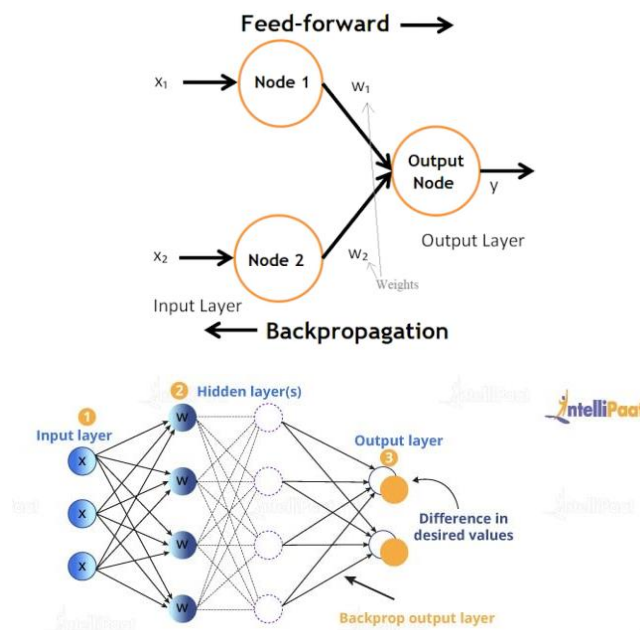 Feed-forward
x₁
Node 1
w₁
Output
Node
y
Output Layer
x₂
Node 2
w₂
Weights
Input Layer
Backpropagation
2 Hidden layer(s)
1
Input layer
IntelliPaat
Output layer
3
x
x
x
w
w
w
w
Difference in
desired values
Backprop output layer